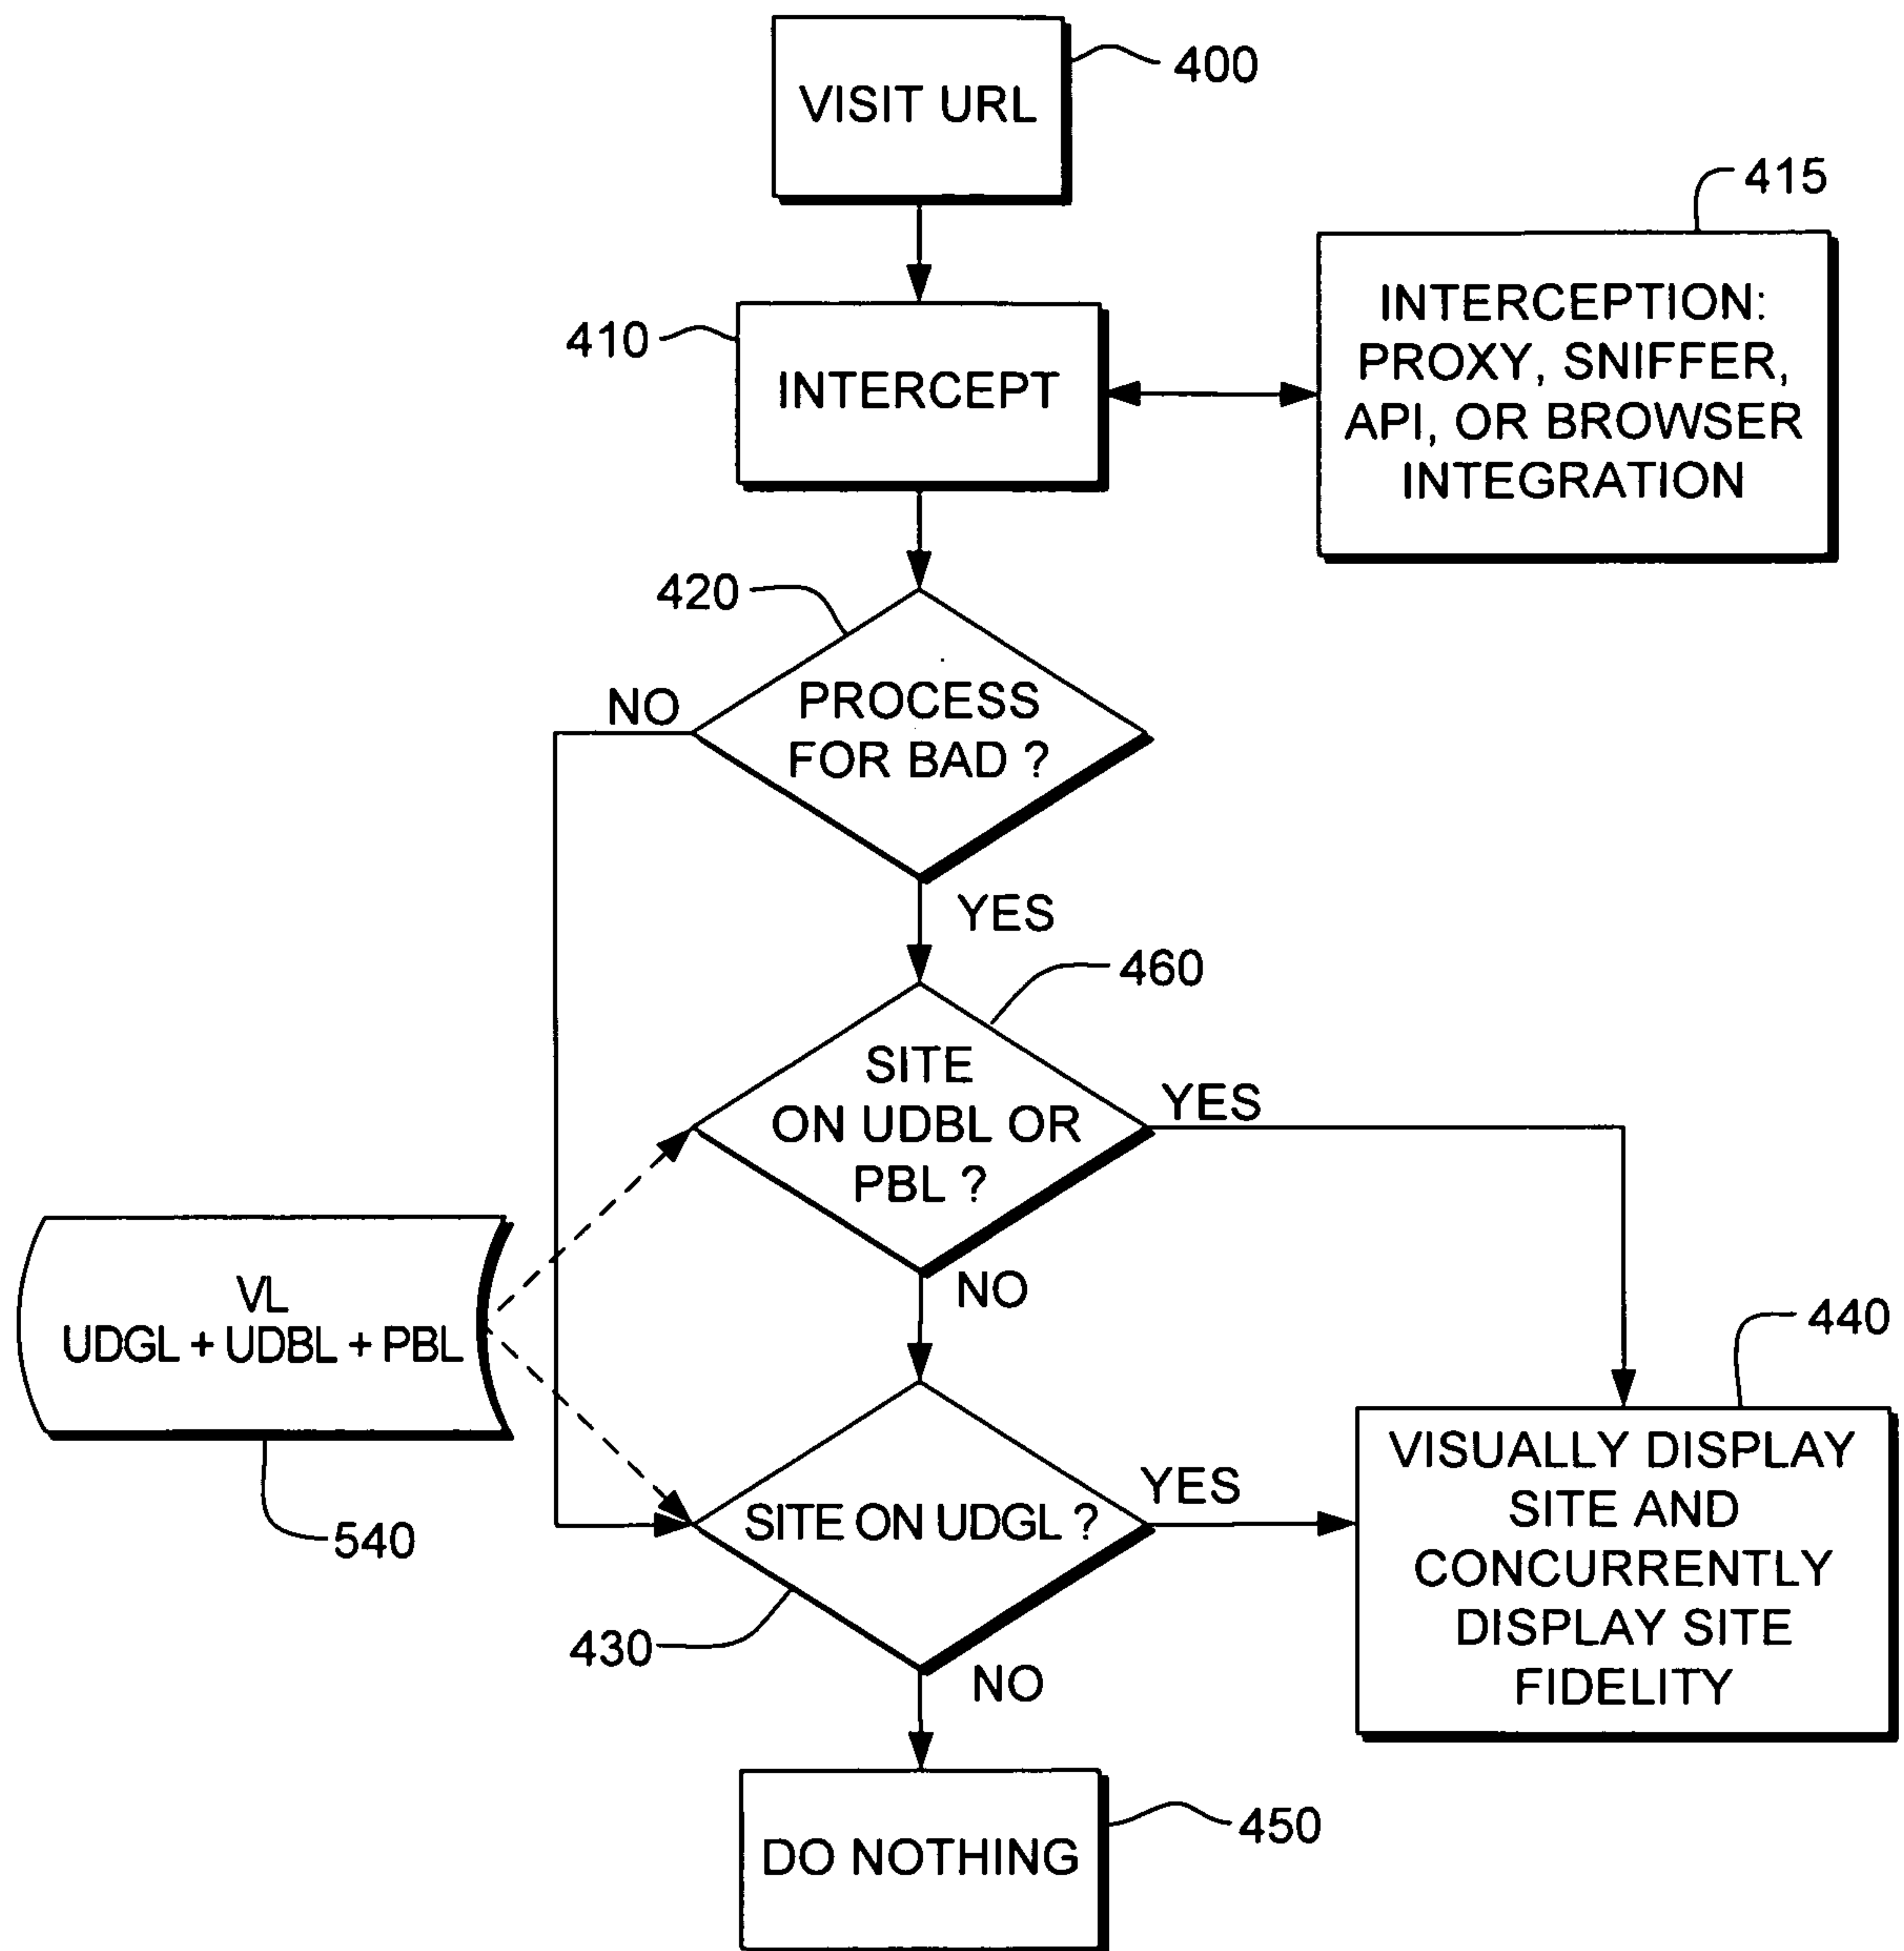 VISIT URL
400
415
INTERCEPTION:
PROXY, SNIFFER,
API, OR BROWSER
INTEGRATION
410
INTERCEPT
420
NO
PROCESS
FOR BAD ?
YES
460
SITE
ON UDBL OR
PBL ?
YES
NO
VL
UDGL + UDBL + PBL
540
440
VISUALLY DISPLAY
SITE AND
CONCURRENTLY
DISPLAY SITE
FIDELITY
SITE ON UDGL ?
YES
430
NO
DO NOTHING
450